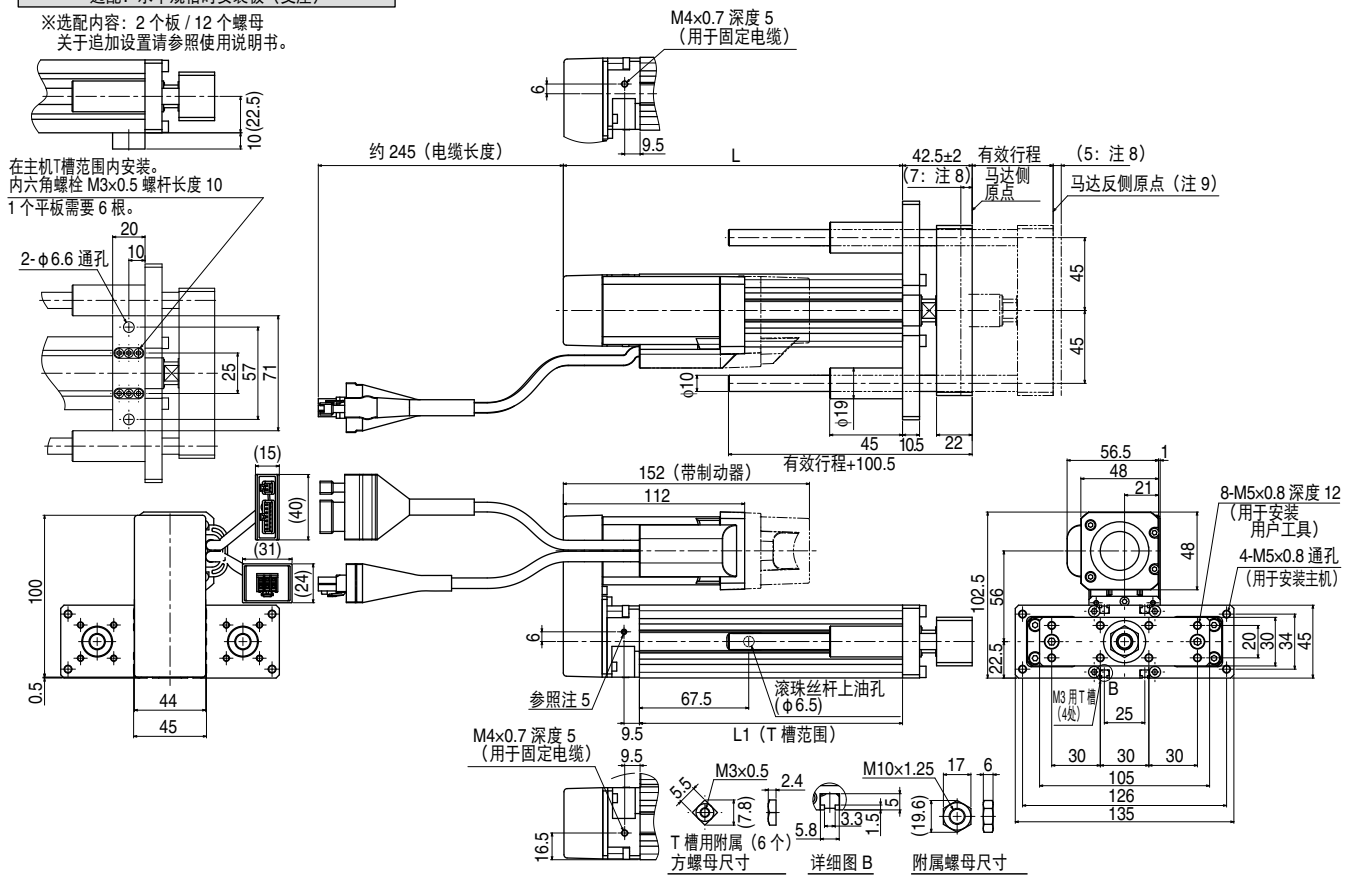 选配：水平规格时安装板（支座）
※选配内容：2 个板 / 12 个螺母
关于追加设置请参照使用说明书。
10
(22.5)
在主机T槽范围内安装。
内六角螺栓 M3×0.5 螺杆长度 10
1 个平板需要 6 根。
20
10
2-φ6.6 通孔
25
57
71
M4×0.7 深度 5
（用于固定电缆）
6
9.5
约 245（电缆长度）
L
42.5±2
有效行程
(5：注 8)
(7：注 8)
马达侧
原点
马达反侧原点（注 9）
45
45
φ10
φ19
45
10.5
22
有效行程+100.5
(15)
(40)
(31)
(24)
100
0.5
44
45
152（带制动器）
112
6
参照注 5
67.5
滚珠丝杆上油孔
(φ6.5)
9.5
L1（T 槽范围）
56.5
1
48
21
8-M5×0.8 深度 12
（用于安装
用户工具）
4-M5×0.8 通孔
（用于安装主机）
48
102.5
56
22.5
20
30
34
45
M3 用 T 槽
(4处)
B
25
30
30
30
105
126
135
M4×0.7 深度 5
（用于固定电缆）
9.5
16.5
M3×0.5
5.5
(7.8)
2.4
T 槽用附属（6 个）
方螺母尺寸
5.8
3.3
1.5
5
详细图 B
M10×1.25
17
6
(19.6)
附属螺母尺寸